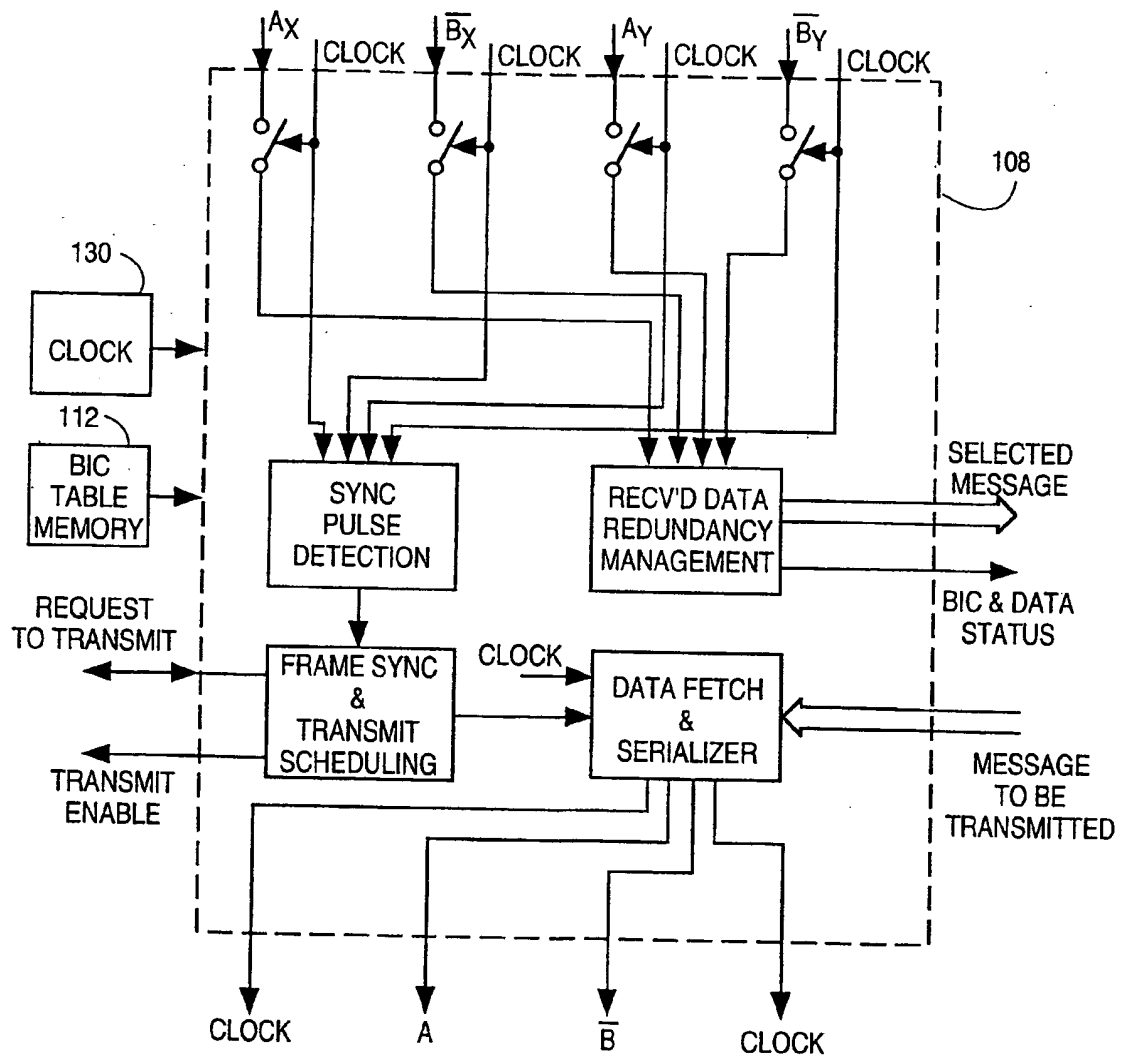 AX
B̅X̅
AY
B̅Y̅
CLOCK
CLOCK
CLOCK
CLOCK
108
130
CLOCK
112
BIC
TABLE
MEMORY
SYNC
PULSE
DETECTION
RECV'D DATA
REDUNDANCY
MANAGEMENT
SELECTED
MESSAGE
BIC & DATA
STATUS
REQUEST
TO TRANSMIT
FRAME SYNC
&
TRANSMIT
SCHEDULING
CLOCK
DATA FETCH
&
SERIALIZER
TRANSMIT
ENABLE
MESSAGE
TO BE
TRANSMITTED
CLOCK
A
B̅
CLOCK